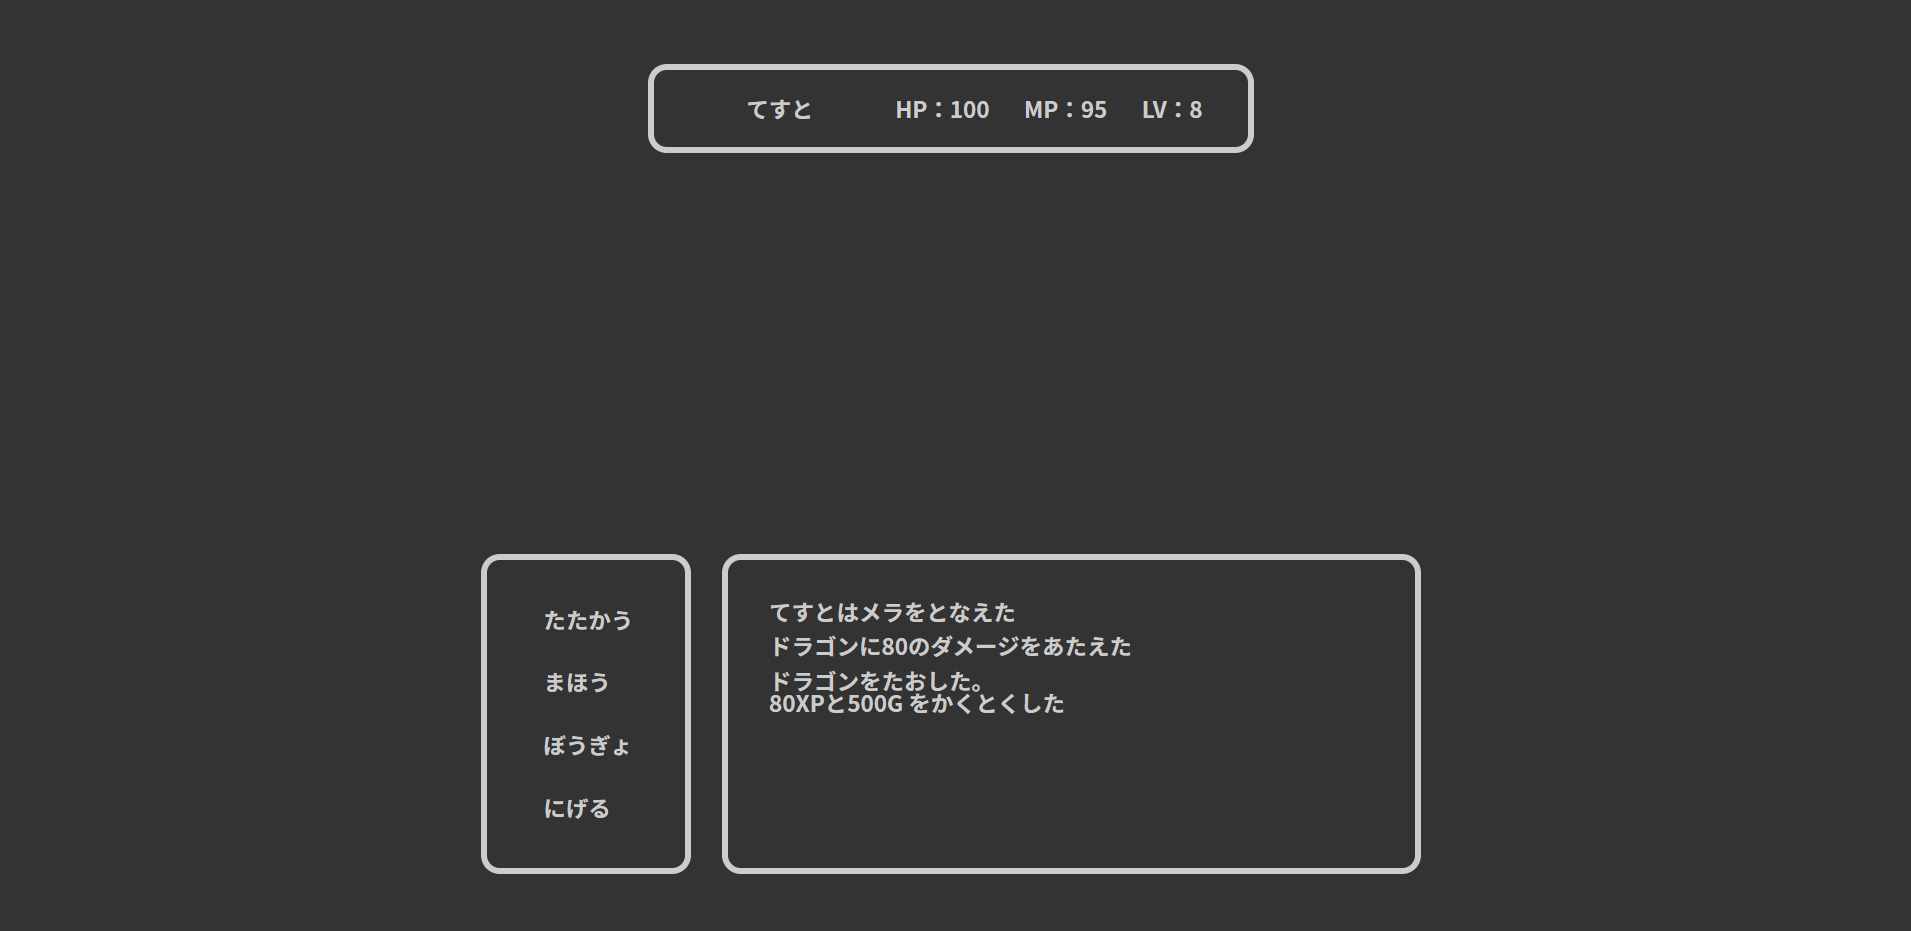 てすと HP：100 MP：95 LV：8
たたかう
まほう
ぼうぎょ
にげる
てすとはメラをとなえた
ドラゴンに80のダメージをあたえた
ドラゴンをたおした。
80XPと500G をかくとくした